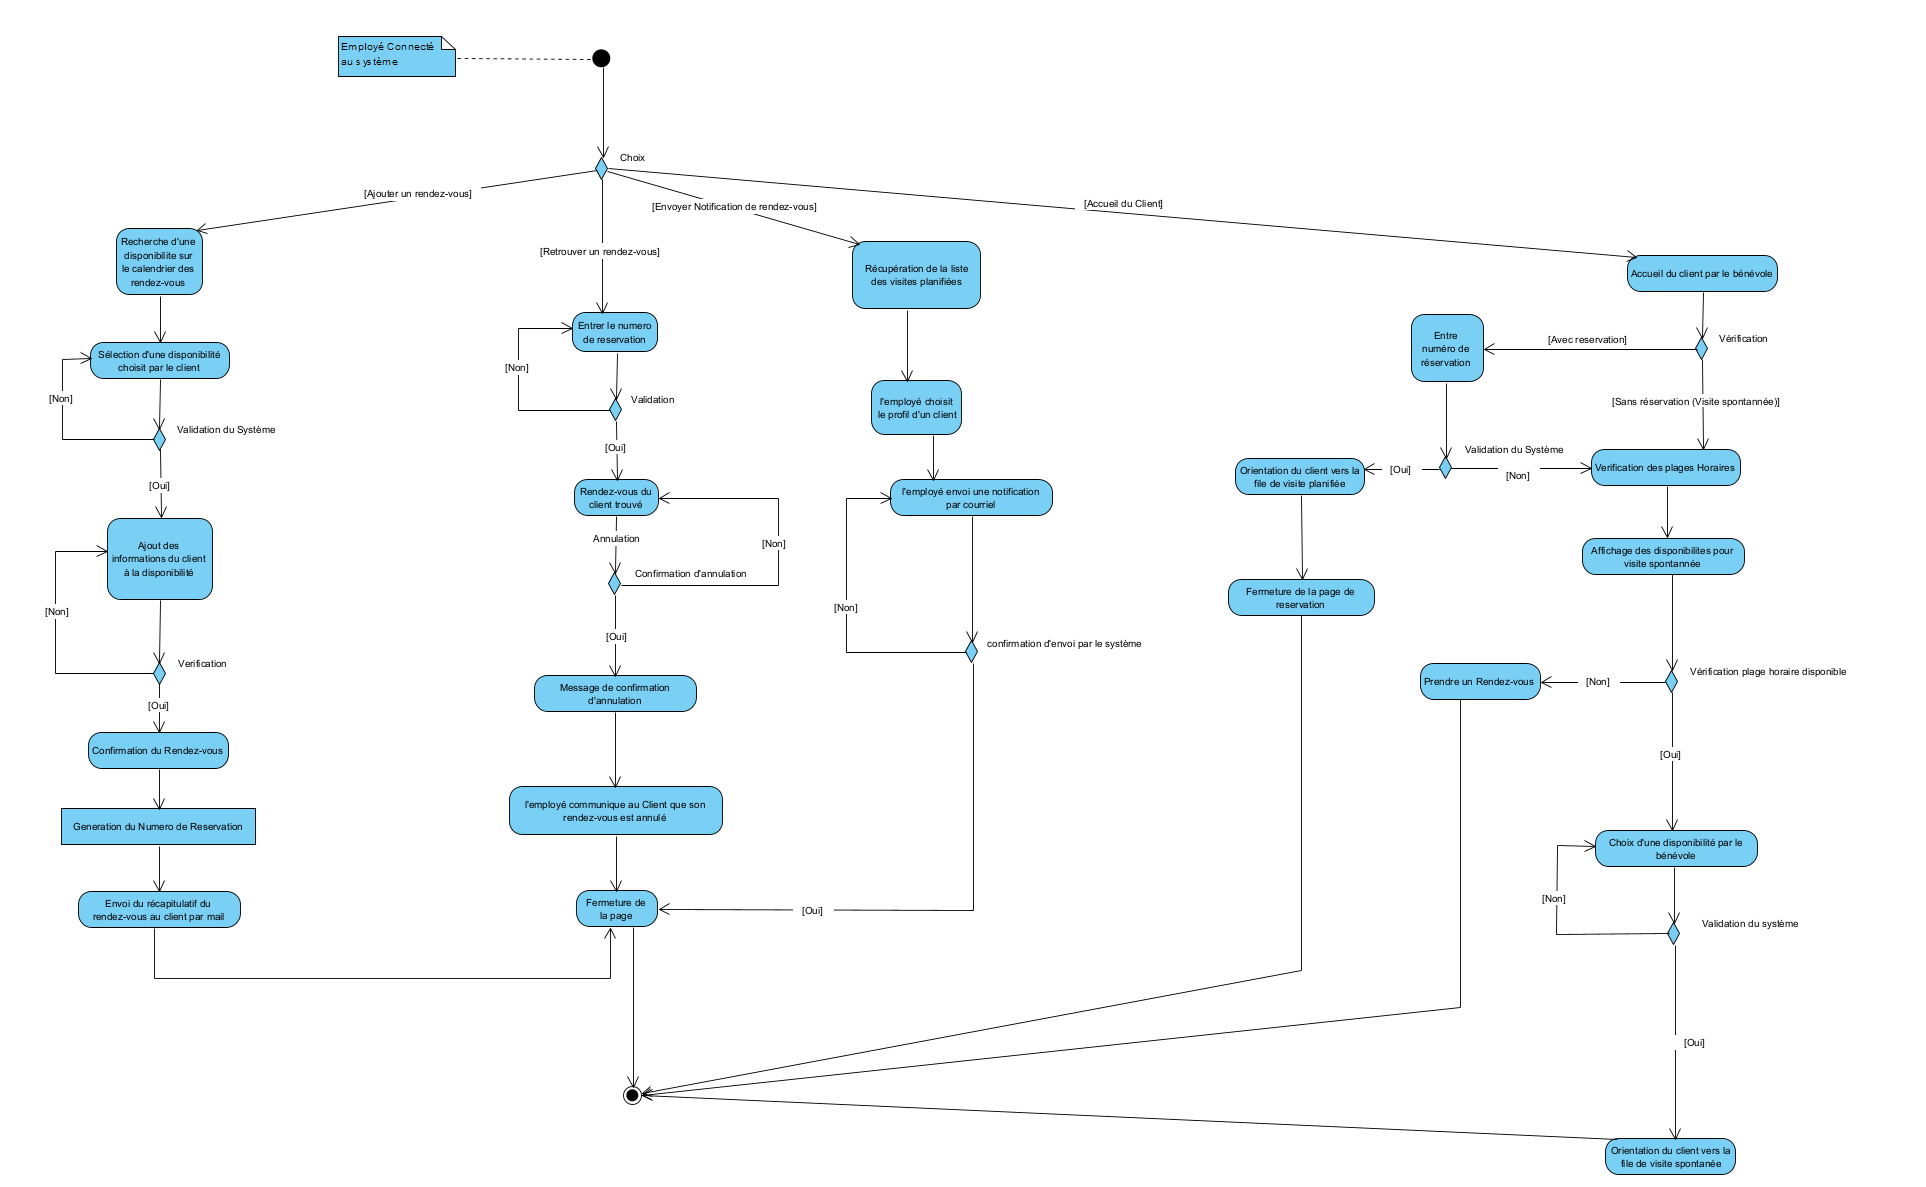 Employé Connecté
au système
Choix
[Ajouter un rendez-vous]
[Envoyer Notification de rendez-vous]
[Accueil du Client]
[Retrouver un rendez-vous]
Recherche d'une
disponibilite sur
le calendrier des
rendez-vous
Sélection d'une disponibilité
choisit par le client
[Non]
Validation du Système
[Oui]
Ajout des
informations du client
à la disponibilité
[Non]
Verification
[Oui]
Confirmation du Rendez-vous
Generation du Numero de Reservation
Envoi du récapitulatif du
rendez-vous au client par mail
Entrer le numero
de reservation
[Non]
Validation
[Oui]
Rendez-vous du
client trouvé
Annulation
[Non]
Confirmation d'annulation
[Oui]
Message de confirmation
d'annulation
l'employé communique au Client que son
rendez-vous est annulé
Fermeture de
la page
Récupération de la liste
des visites planifiées
l'employé choisit
le profil d'un client
l'employé envoi une notification
par courriel
[Non]
confirmation d'envoi par le système
[Oui]
Accueil du client par le bénévole
Vérification
[Avec reservation]
Entre
numéro de
réservation
[Sans réservation (Visite spontannée)]
Validation du Système
[Oui]
[Non]
Orientation du client vers la
file de visite planifiée
Fermeture de la page de
reservation
Verification des plages Horaires
Affichage des disponibilites pour
visite spontannée
Vérification plage horaire disponible
[Non]
Prendre un Rendez-vous
[Oui]
Choix d'une disponibilité par le
bénévole
[Non]
Validation du système
[Oui]
Orientation du client vers la
file de visite spontanée